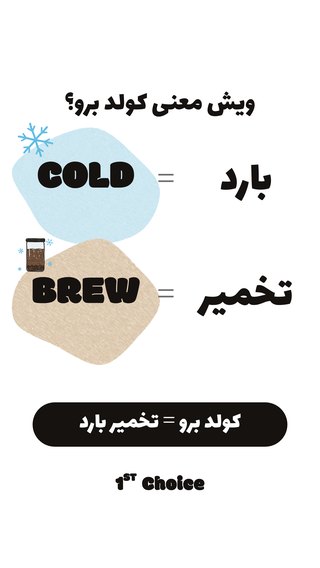 ويش معنى كولد برو؟
COLD = بارد
BREW = تخمير
كولد برو = تخمير بارد
1ST Choice